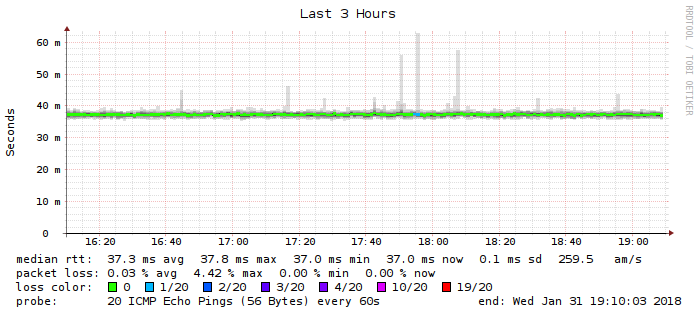 Last 3 Hours
RRDTOOL / TOBI OETIKER
Seconds
60 m
50 m
40 m
30 m
20 m
10 m
0
16:20 16:40 17:00 17:20 17:40 18:00 18:20 18:40 19:00
median rtt: 37.3 ms avg 37.8 ms max 37.0 ms min 37.0 ms now 0.1 ms sd 259.5 am/s
packet loss: 0.03 % avg 4.42 % max 0.00 % min 0.00 % now
loss color: 0 1/20 2/20 3/20 4/20 10/20 19/20
probe: 20 ICMP Echo Pings (56 Bytes) every 60s end: Wed Jan 31 19:10:03 2018